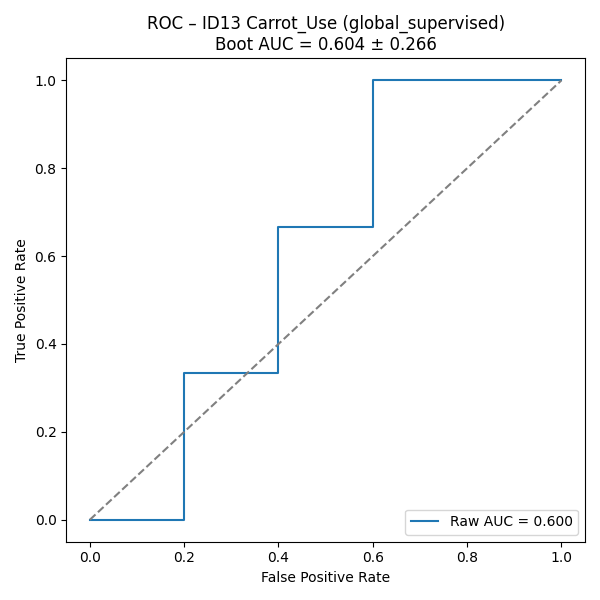 ROC – ID13 Carrot_Use (global_supervised)
Boot AUC = 0.604 ± 0.266
True Positive Rate
1.0
0.8
0.6
0.4
0.2
0.0
0.0 0.2 0.4 0.6 0.8 1.0
False Positive Rate
Raw AUC = 0.600